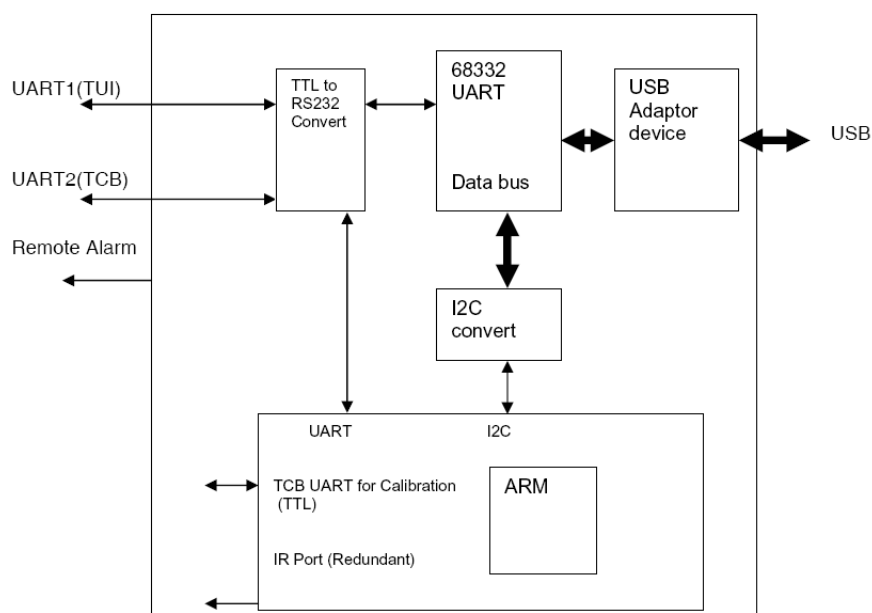 UART1(TUI)
TTL to
RS232
Convert
68332
UART
Data bus
USB
Adaptor
device
USB
UART2(TCB)
Remote Alarm
I2C
convert
UART
I2C
TCB UART for Calibration
(TTL)
ARM
IR Port (Redundant)